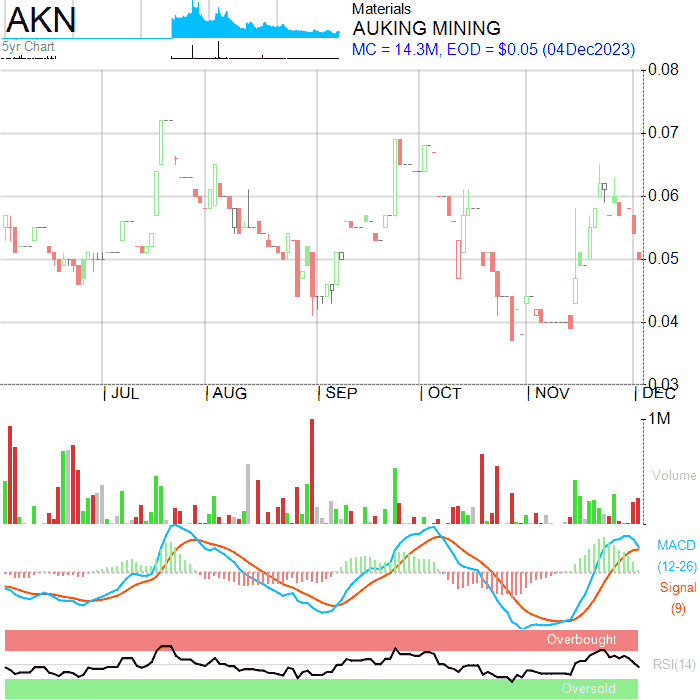 AKN
5yr Chart
Materials
AUKING MINING
MC = 14.3M, EOD = $0.05 (04Dec2023)
0.08
0.07
0.06
0.05
0.04
0.03
JUL AUG SEP OCT NOV DEC
1M
Volume
MACD
(12-26)
Signal
(9)
Overbought
RSI(14)
Oversold